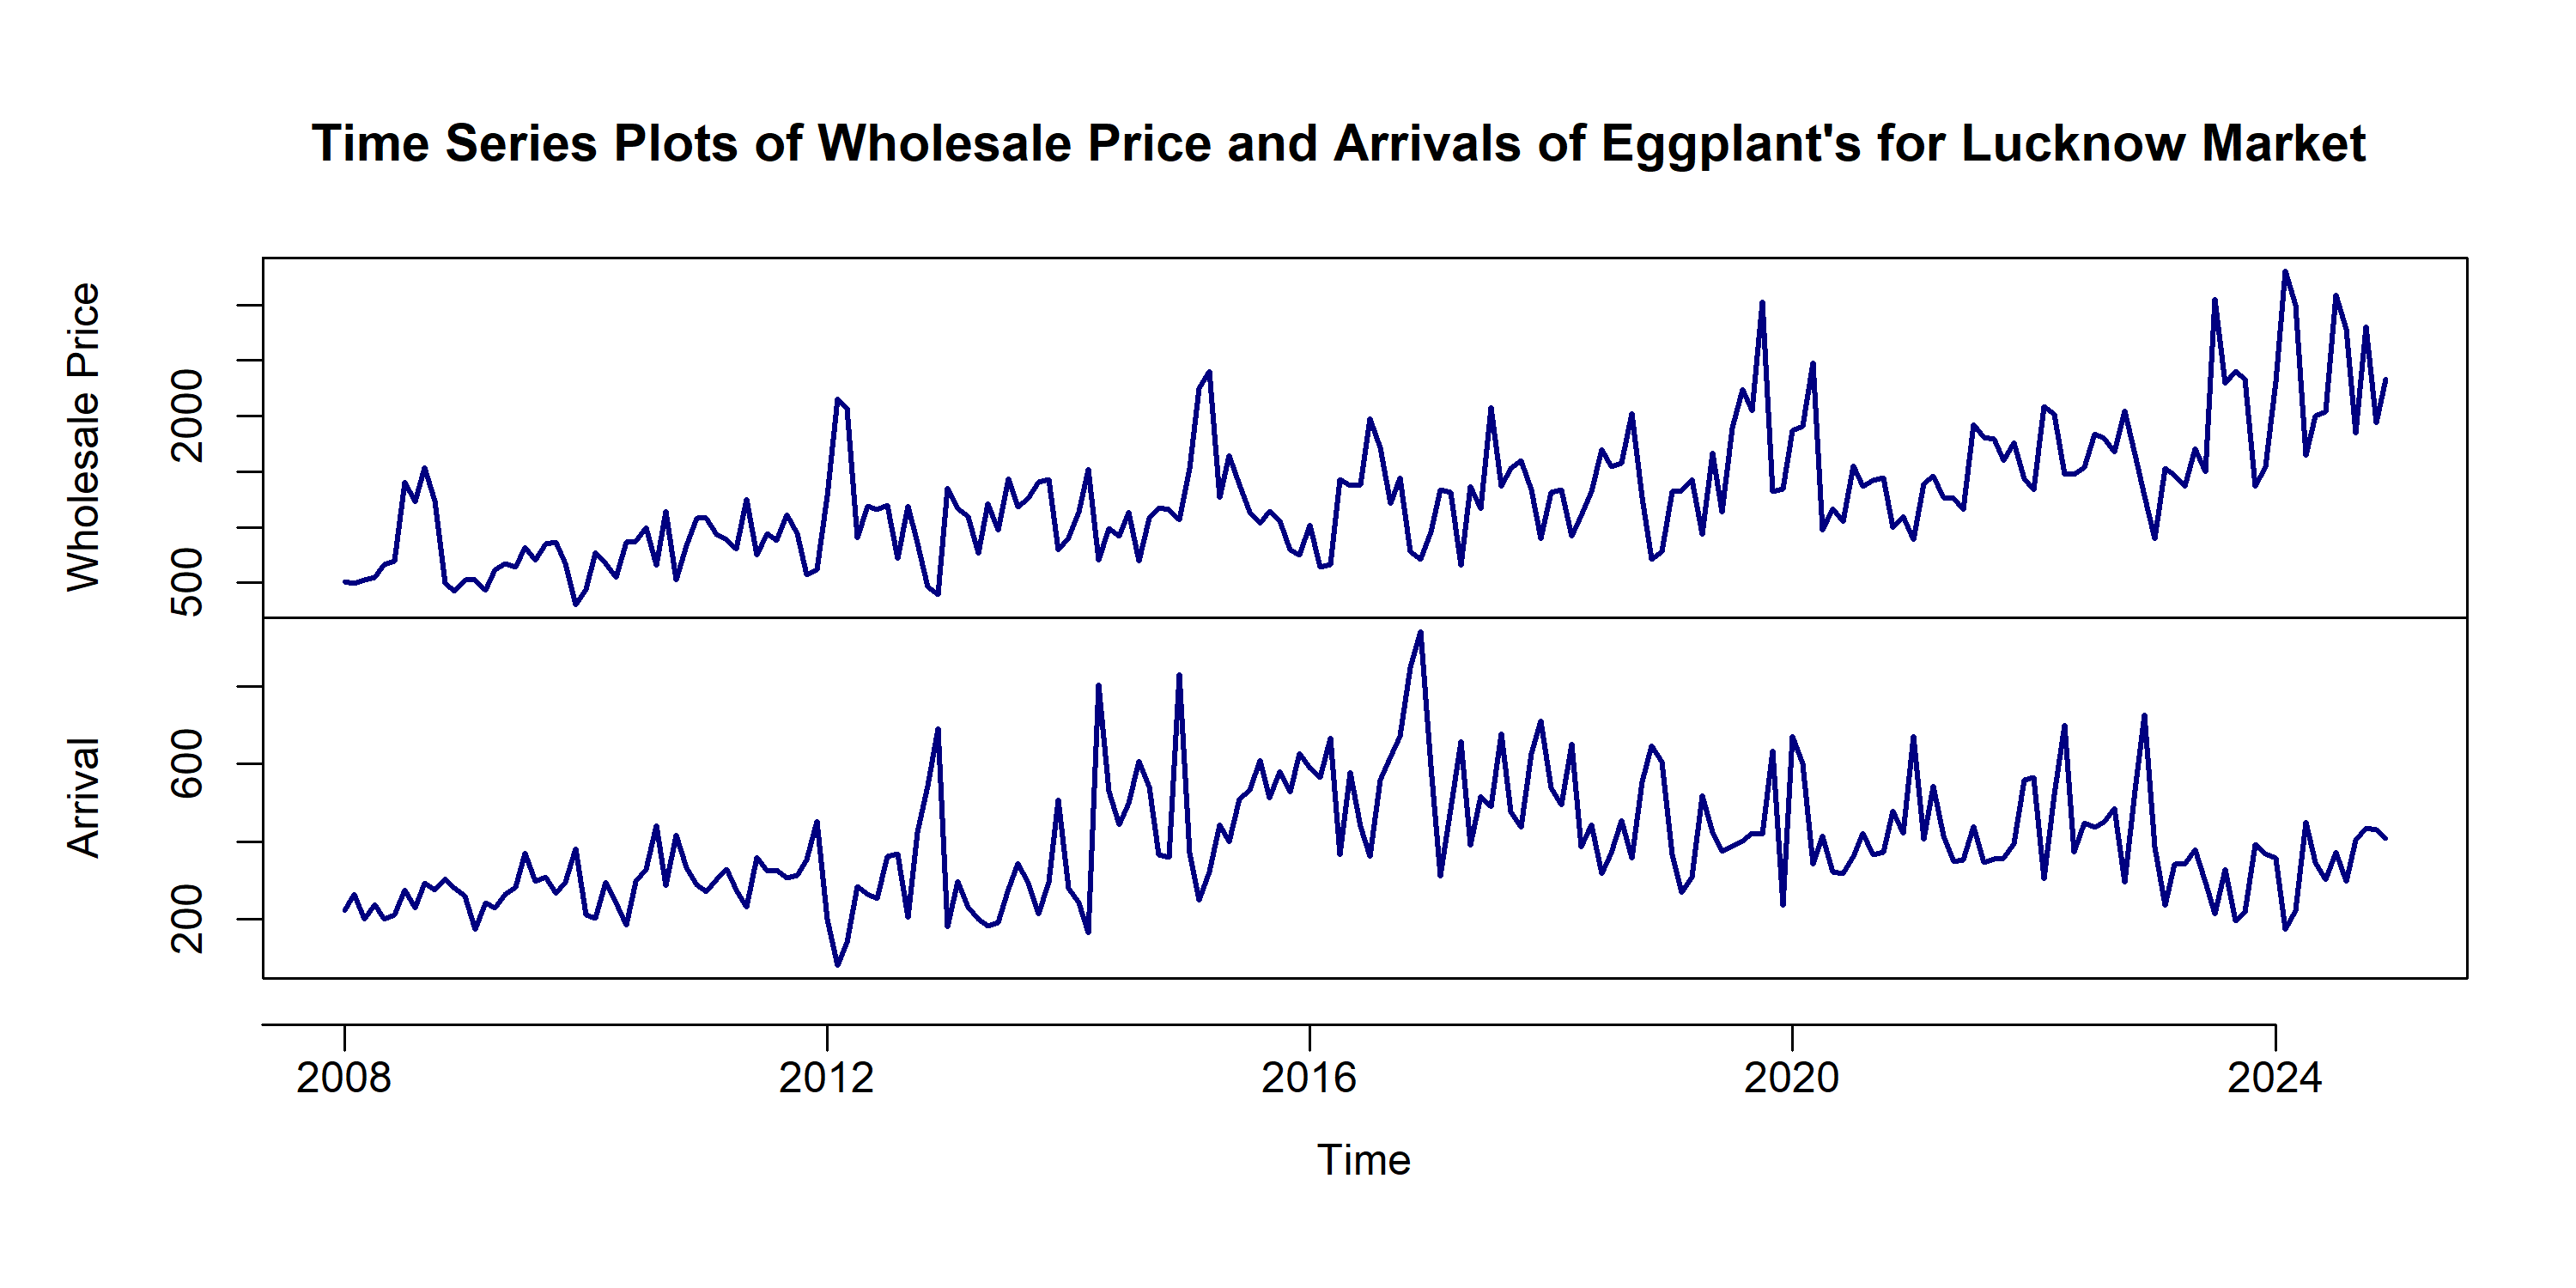 Time Series Plots of Wholesale Price and Arrivals of Eggplant's for Lucknow Market
Wholesale Price
2000
500
Arrival
600
200
2008 2012 2016 2020 2024
Time